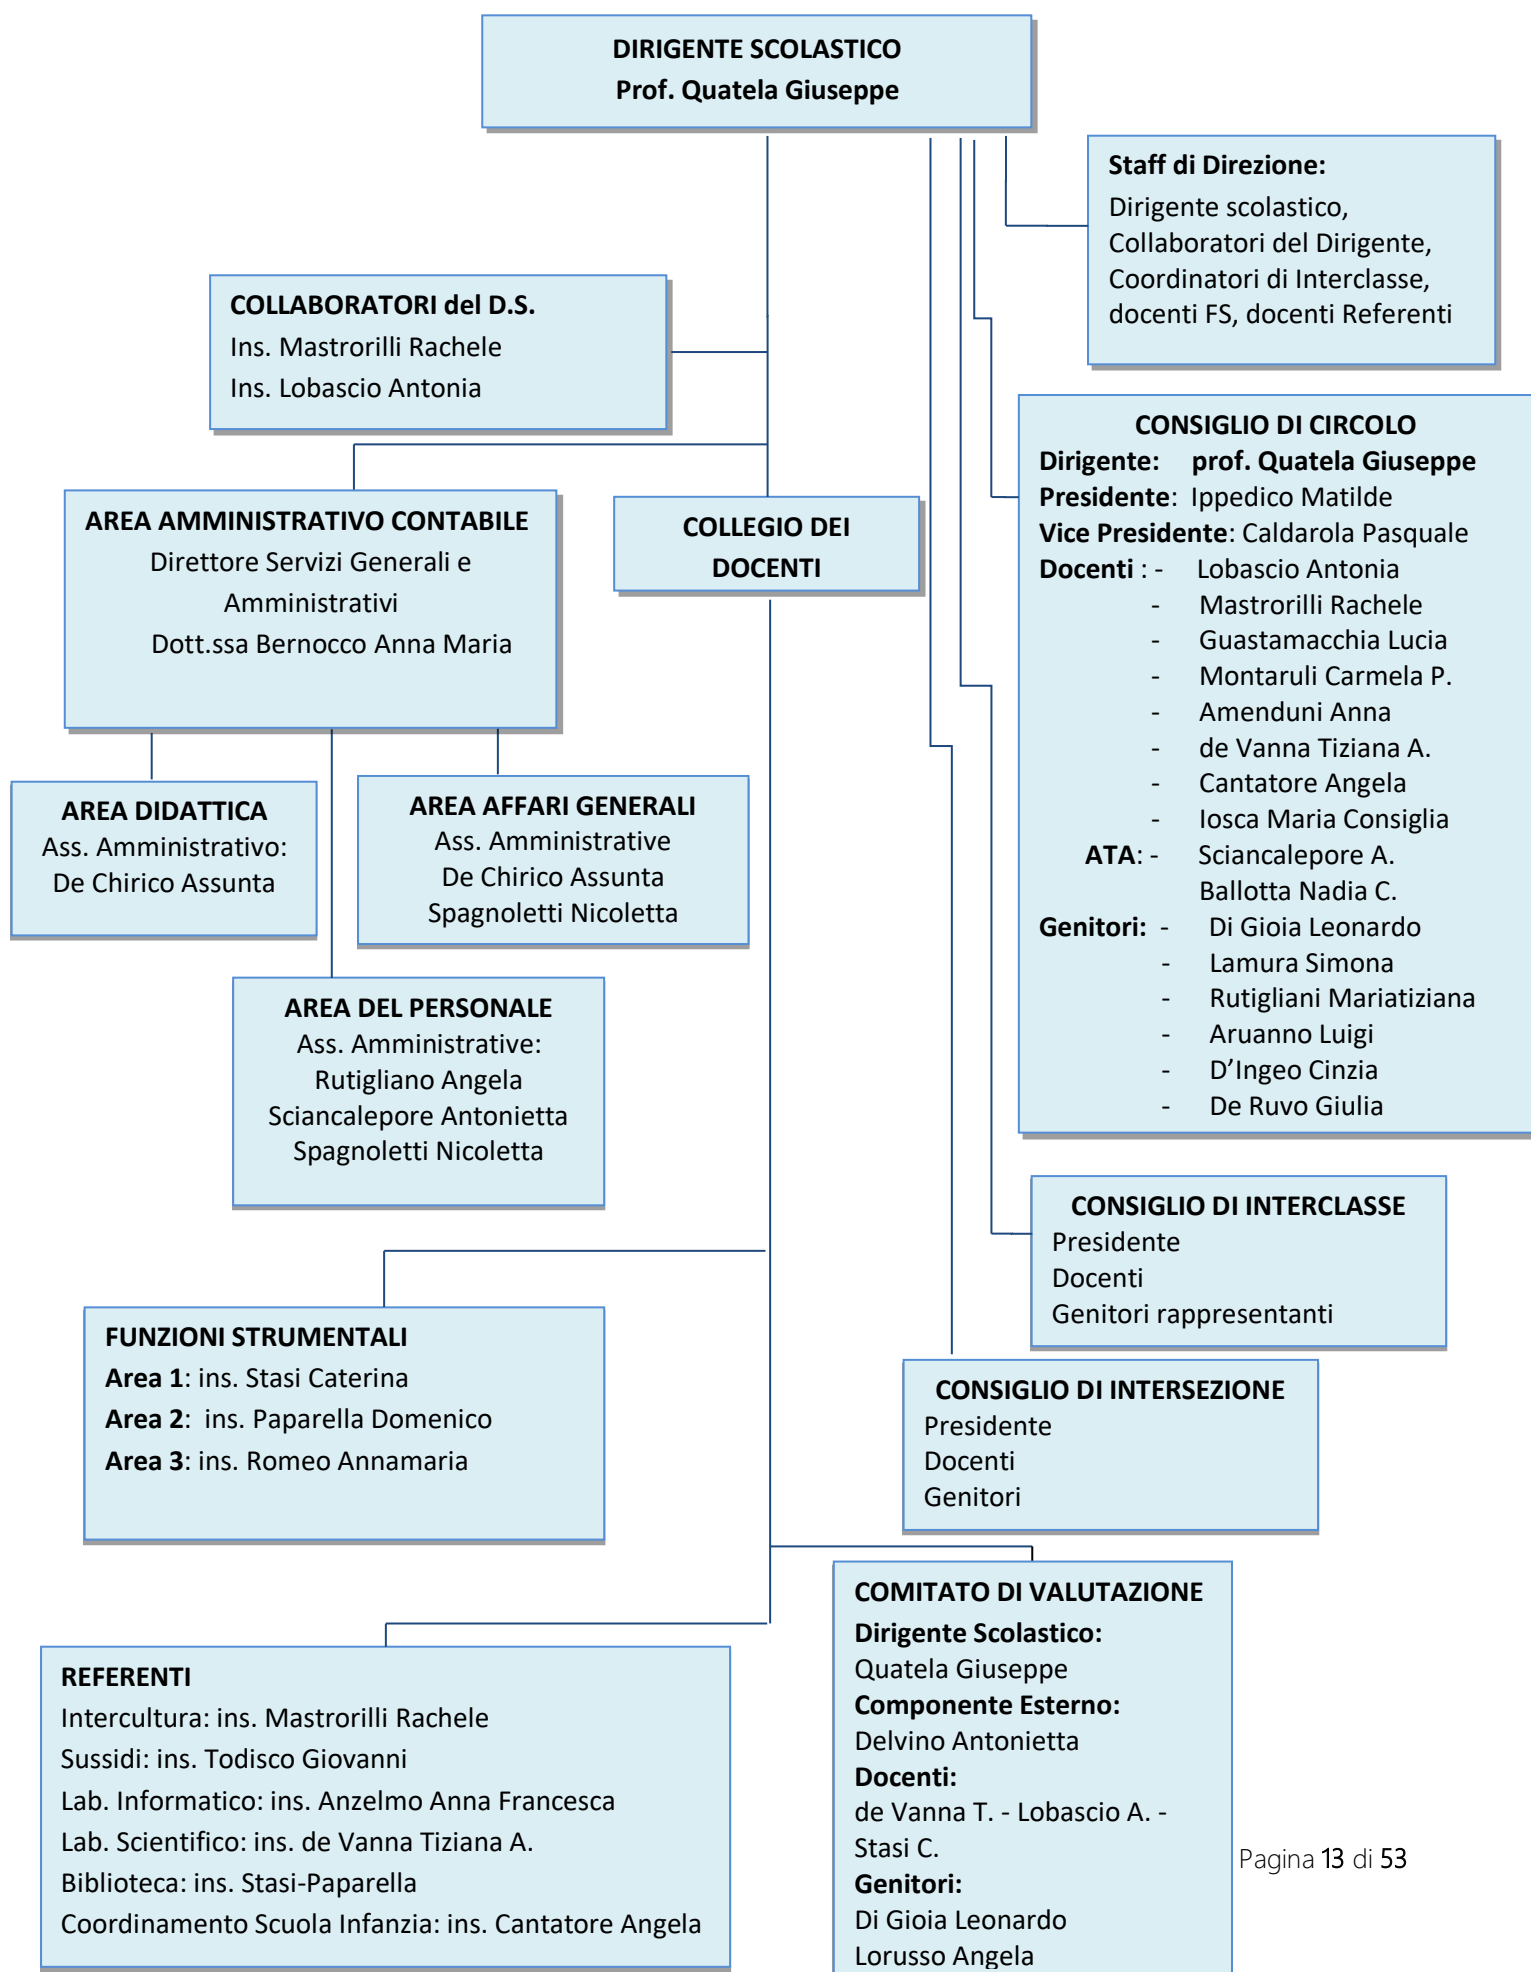 DIRIGENTE SCOLASTICO
Prof. Quatela Giuseppe
Staff di Direzione:
Dirigente scolastico,
Collaboratori del Dirigente,
Coordinatori di Interclasse,
docenti FS, docenti Referenti
COLLABORATORI del D.S.
Ins. Mastrorilli Rachele
Ins. Lobascio Antonia
CONSIGLIO DI CIRCOLO
Dirigente: prof. Quatela Giuseppe
Presidente: Ippedico Matilde
Vice Presidente: Caldarola Pasquale
Docenti : - Lobascio Antonia
- Mastrorilli Rachele
- Guastamacchia Lucia
- Montaruli Carmela P.
- Amenduni Anna
- de Vanna Tiziana A.
- Cantatore Angela
- Iosca Maria Consiglia
ATA: - Sciancalepore A.
Ballotta Nadia C.
Genitori: - Di Gioia Leonardo
- Lamura Simona
- Rutigliani Mariatiziana
- Aruanno Luigi
- D’Ingeo Cinzia
- De Ruvo Giulia
AREA AMMINISTRATIVO CONTABILE
Direttore Servizi Generali e
Amministrativi
Dott.ssa Bernocco Anna Maria
COLLEGIO DEI
DOCENTI
AREA DIDATTICA
Ass. Amministrativo:
De Chirico Assunta
AREA AFFARI GENERALI
Ass. Amministrative
De Chirico Assunta
Spagnoletti Nicoletta
AREA DEL PERSONALE
Ass. Amministrative:
Rutigliano Angela
Sciancalepore Antonietta
Spagnoletti Nicoletta
CONSIGLIO DI INTERCLASSE
Presidente
Docenti
Genitori rappresentanti
FUNZIONI STRUMENTALI
Area 1: ins. Stasi Caterina
Area 2: ins. Paparella Domenico
Area 3: ins. Romeo Annamaria
CONSIGLIO DI INTERSEZIONE
Presidente
Docenti
Genitori
COMITATO DI VALUTAZIONE
Dirigente Scolastico:
Quatela Giuseppe
Componente Esterno:
Delvino Antonietta
Docenti:
de Vanna T. - Lobascio A. -
Stasi C.
Genitori:
Di Gioia Leonardo
Lorusso Angela
REFERENTI
Intercultura: ins. Mastrorilli Rachele
Sussidi: ins. Todisco Giovanni
Lab. Informatico: ins. Anzelmo Anna Francesca
Lab. Scientifico: ins. de Vanna Tiziana A.
Biblioteca: ins. Stasi-Paparella
Coordinamento Scuola Infanzia: ins. Cantatore Angela
Pagina 13 di 53